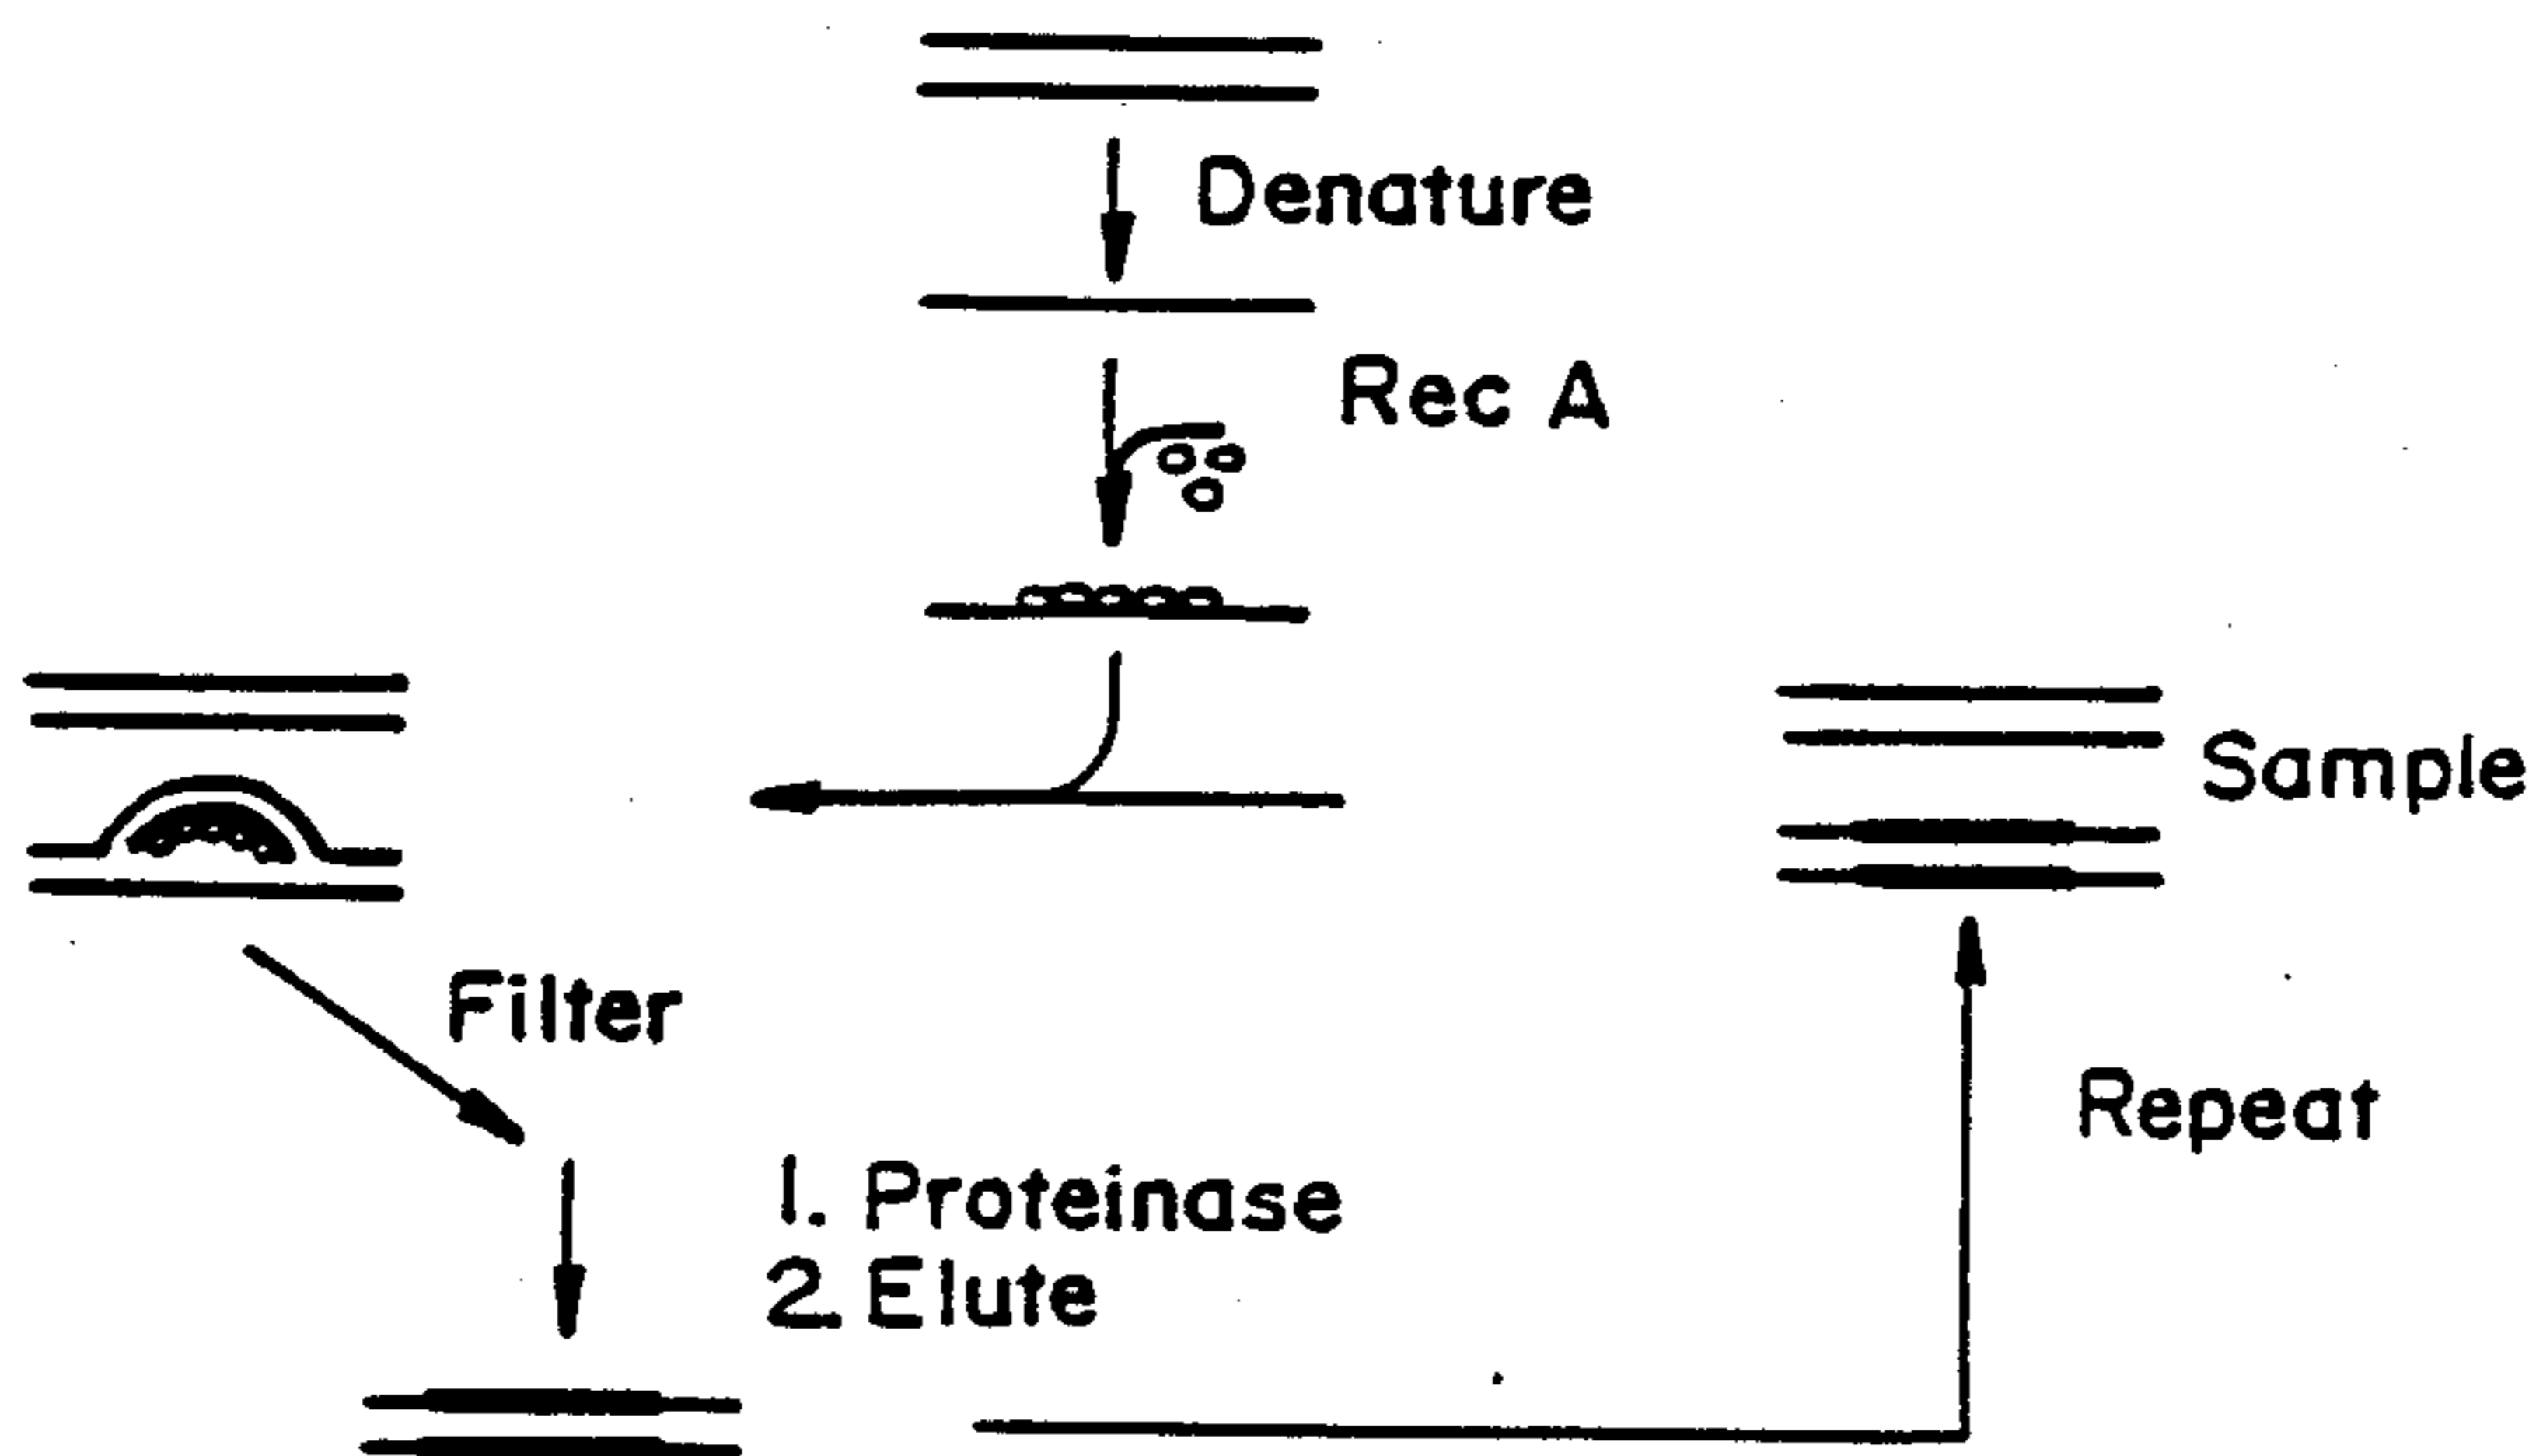 Denature
Rec A
Sample
Filter
Repeat
1. Proteinase
2. Elute